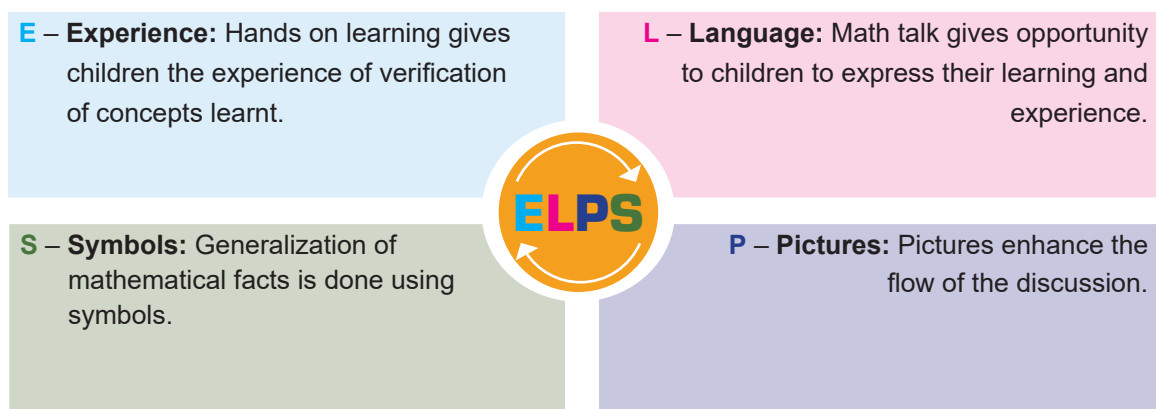 E – Experience: Hands on learning gives
children the experience of verification
of concepts learnt.
L – Language: Math talk gives opportunity
to children to express their learning and
experience.
ELPS
S – Symbols: Generalization of
mathematical facts is done using
symbols.
P – Pictures: Pictures enhance the
flow of the discussion.